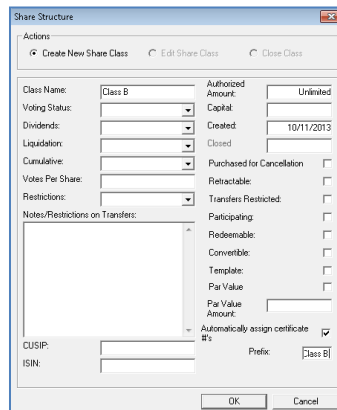 Share Structure
Actions
Create New Share Class Edit Share Class Close Class
Class Name: Class B
Authorized Amount: Unlimited
Voting Status:
Capital:
Dividends:
Created: 10/11/2013
Liquidation:
Closed
Cumulative:
Purchased for Cancellation
Votes Per Share:
Retractable:
Restrictions:
Transfers Restricted:
Notes/Restrictions on Transfers:
Participating:
Redeemable:
Convertible:
Template:
Par Value
Par Value
Amount:
Automatically assign certificate
#'s
CUSIP:
Prefix: Class B
ISIN:
OK Cancel